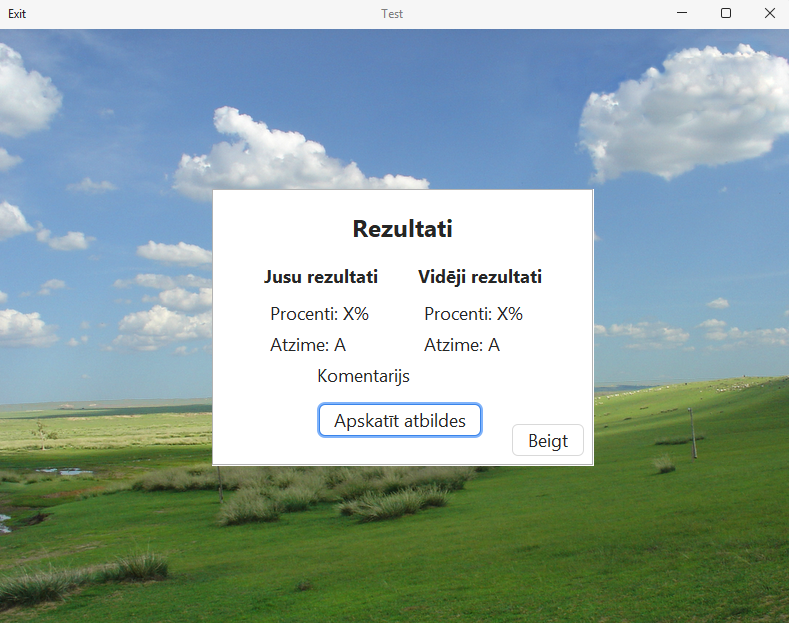 Exit
Test
Rezultati
Jusu rezultati
Vidēji rezultati
Procenti: X%
Procenti: X%
Atzime: A
Atzime: A
Komentarijs
Apskatīt atbildes
Beigt